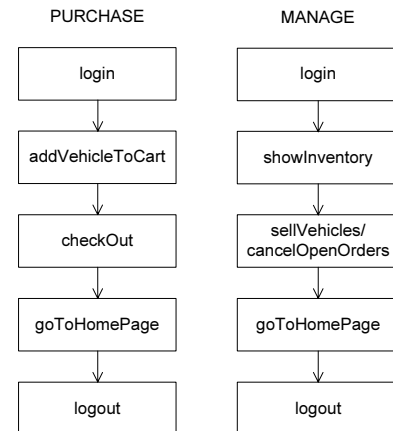 PURCHASE
login
addVehicleToCart
checkOut
goToHomePage
logout
MANAGE
login
showInventory
sellVehicles/
cancelOpenOrders
goToHomePage
logout